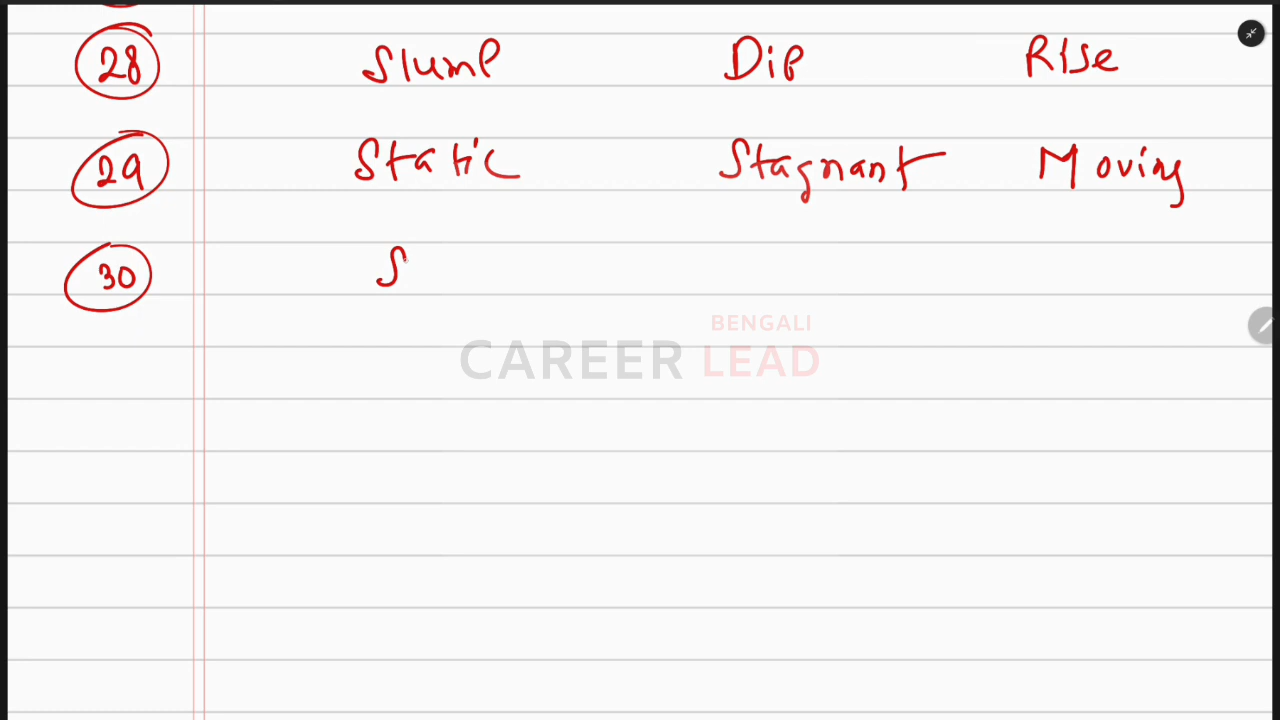 28 Slump Dip Rise
29 Static Stagnant Moving
30 S
BENGALI
CAREER LEAD